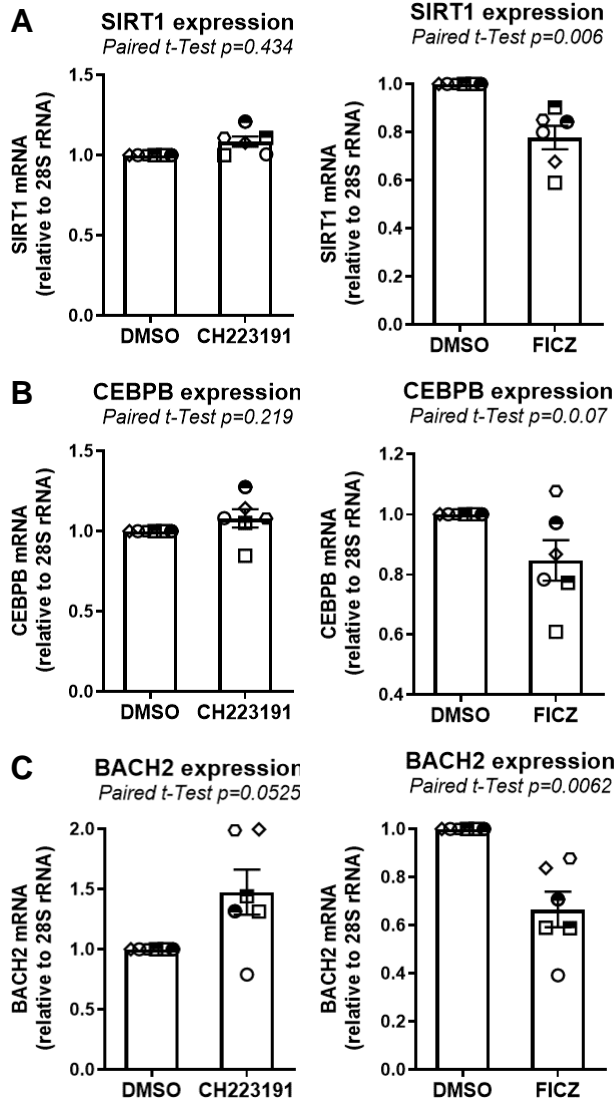 A
SIRT1 expression
Paired t-Test p=0.434
SIRT1 mRNA
(relative to 28S rRNA)
1.5
1.0
0.5
0.0
DMSO CH223191
SIRT1 expression
Paired t-Test p=0.006
SIRT1 mRNA
(relative to 28S rRNA)
1.0
0.8
0.6
0.4
0.2
0.0
DMSO FICZ
B
CEBPB expression
Paired t-Test p=0.219
CEBPB mRNA
(relative to 28S rRNA)
1.5
1.0
0.5
0.0
DMSO CH223191
CEBPB expression
Paired t-Test p=0.0.07
CEBPB mRNA
(relative to 28S rRNA)
1.2
1.0
0.8
0.6
0.4
DMSO FICZ
C
BACH2 expression
Paired t-Test p=0.0525
BACH2 mRNA
(relative to 28S rRNA)
2.0
1.5
1.0
0.5
0.0
DMSO CH223191
BACH2 expression
Paired t-Test p=0.0062
BACH2 mRNA
(relative to 28S rRNA)
1.0
0.8
0.6
0.4
0.2
0.0
DMSO FICZ